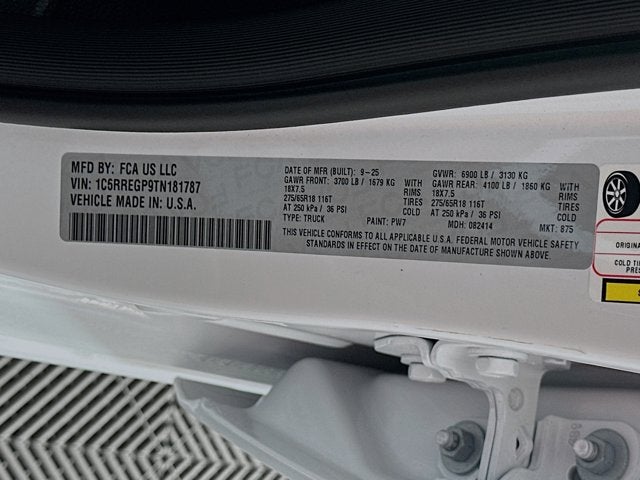 MFD BY: FCA US LLC
VIN: 1C6RREGP9TN181787
VEHICLE MADE IN: U.S.A.
DATE OF MFR (BUILT): 9-25 GVWR: 6900 LB / 3130 KG
GAWR FRONT: 3700 LB / 1679 KG WITH GAWR REAR: 4100 LB / 1860 KG WITH
18X7.5 RIMS 18X7.5 RIMS
275/65R18 116T TIRES 275/65R18 116T TIRES
AT 250 kPa / 36 PSI COLD AT 250 kPa / 36 PSI COLD
TYPE: TRUCK PAINT: PW7 MDH: 082414 MKT: 875
THIS VEHICLE CONFORMS TO ALL APPLICABLE U.S.A. FEDERAL MOTOR VEHICLE SAFETY
STANDARDS IN EFFECT ON THE DATE OF MANUFACTURE SHOWN ABOVE.
ORIGINA
COLD TI
PRES